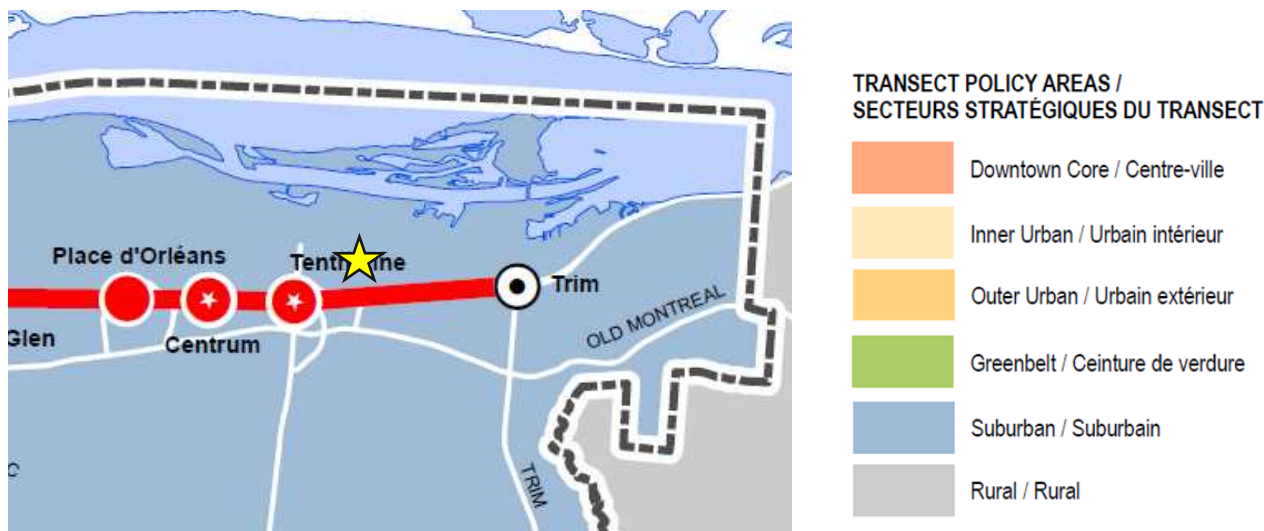 Place d'Orléans
Trim
Glen
Centrum
OLD MONTREAL
TRIM
C
TRANSECT POLICY AREAS /
SECTEURS STRATÉGIQUES DU TRANSECT
Downtown Core / Centre-ville
Inner Urban / Urbain intérieur
Outer Urban / Urbain extérieur
Greenbelt / Ceinture de verdure
Suburban / Suburbain
Rural / Rural